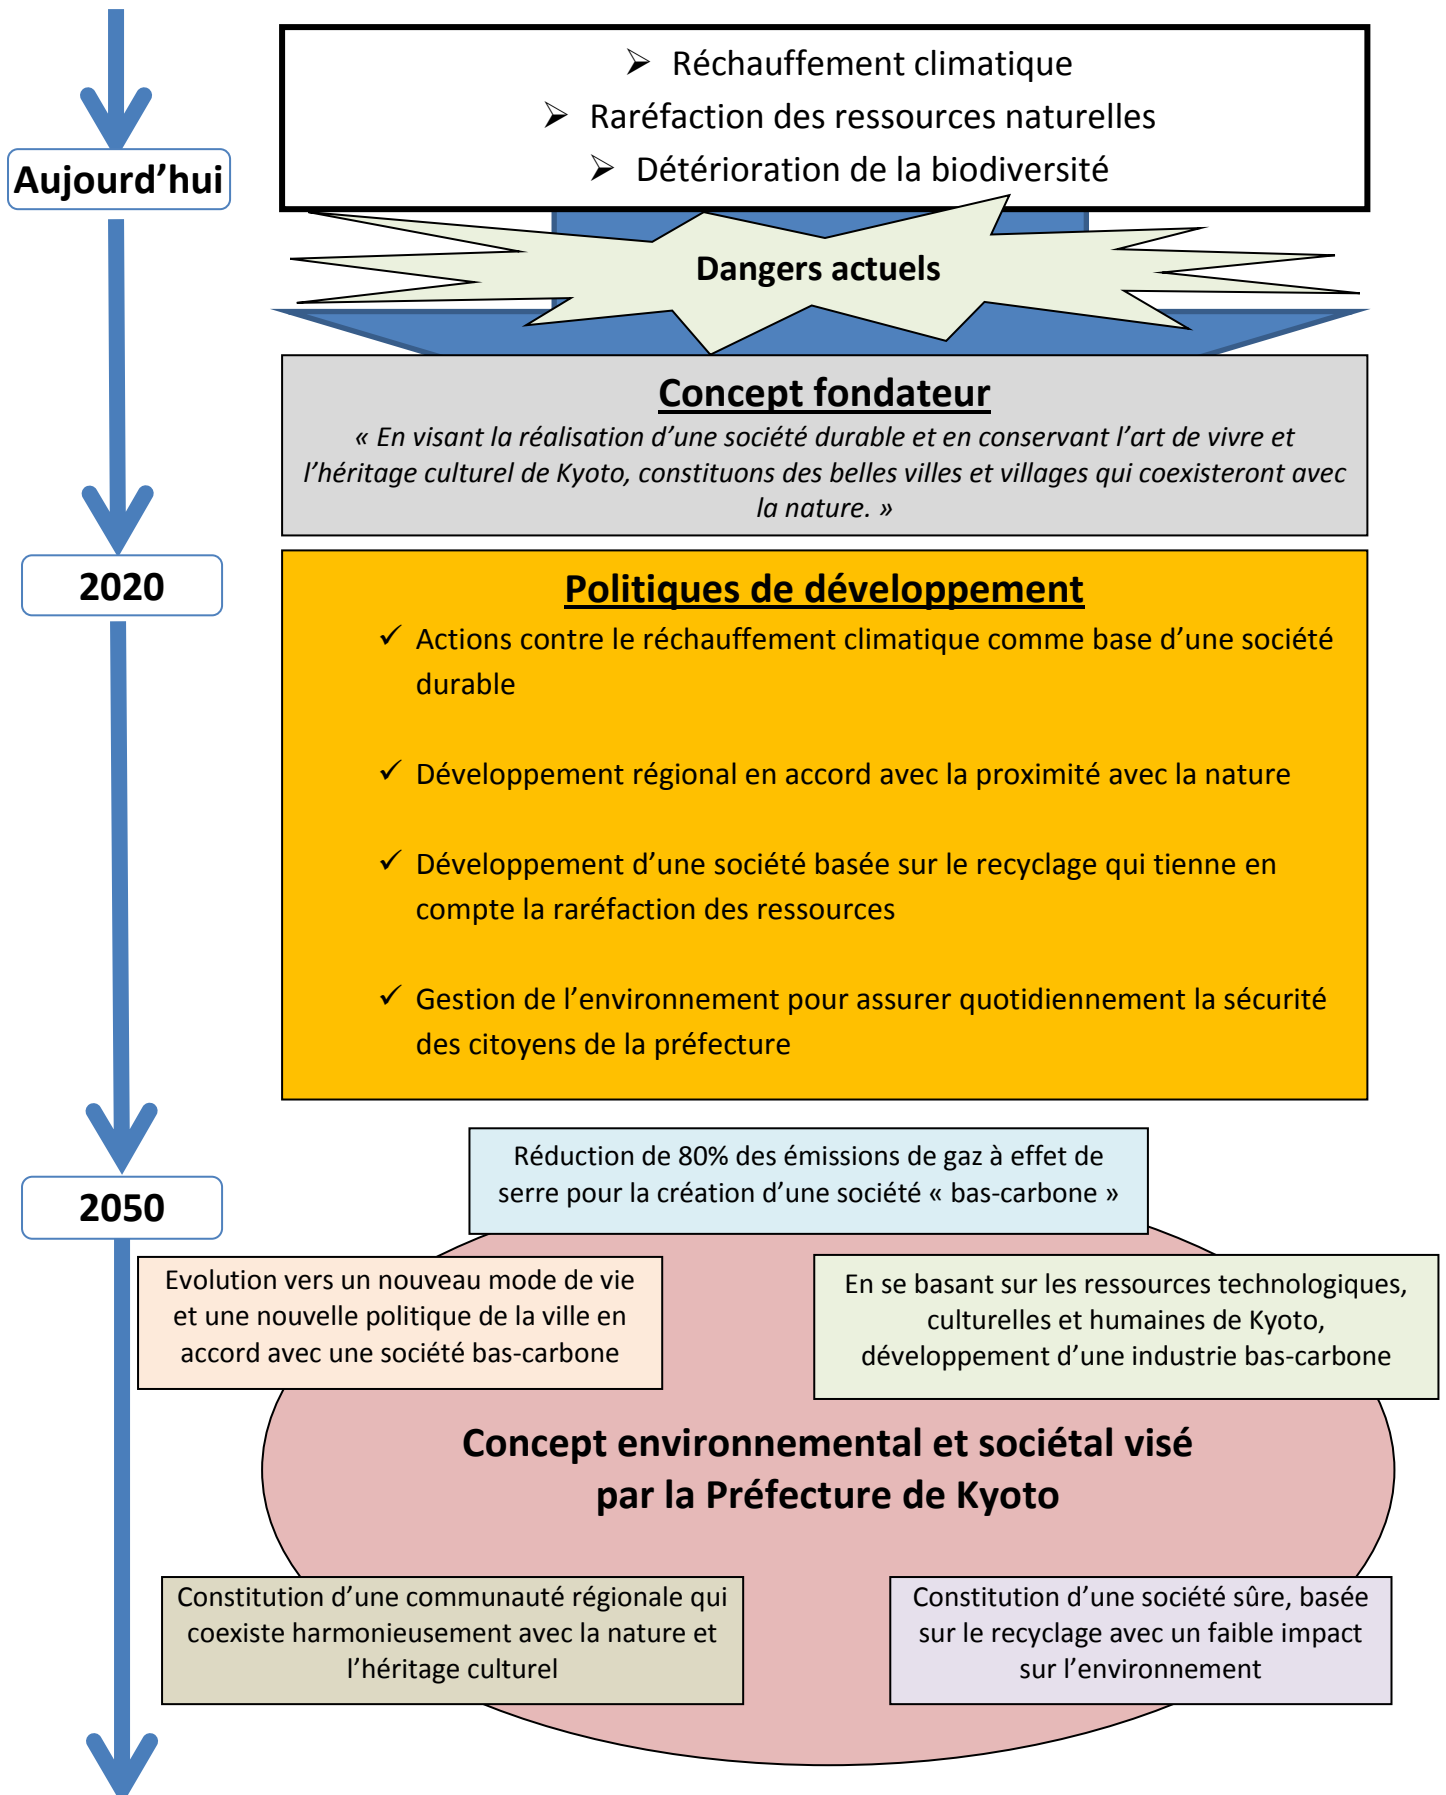 ➢ Réchauffement climatique
➢ Raréfaction des ressources naturelles
➢ Détérioration de la biodiversité
Aujourd’hui
Dangers actuels
Concept fondateur
« En visant la réalisation d’une société durable et en conservant l’art de vivre et
l’héritage culturel de Kyoto, constituons des belles villes et villages qui coexisteront avec
la nature. »
2020
Politiques de développement
✓ Actions contre le réchauffement climatique comme base d’une société
durable
✓ Développement régional en accord avec la proximité avec la nature
✓ Développement d’une société basée sur le recyclage qui tienne en
compte la raréfaction des ressources
✓ Gestion de l’environnement pour assurer quotidiennement la sécurité
des citoyens de la préfecture
2050
Réduction de 80% des émissions de gaz à effet de
serre pour la création d’une société « bas-carbone »
Evolution vers un nouveau mode de vie
et une nouvelle politique de la ville en
accord avec une société bas-carbone
En se basant sur les ressources technologiques,
culturelles et humaines de Kyoto,
développement d’une industrie bas-carbone
Concept environnemental et sociétal visé
par la Préfecture de Kyoto
Constitution d’une communauté régionale qui
coexiste harmonieusement avec la nature et
l’héritage culturel
Constitution d’une société sûre, basée
sur le recyclage avec un faible impact
sur l’environnement